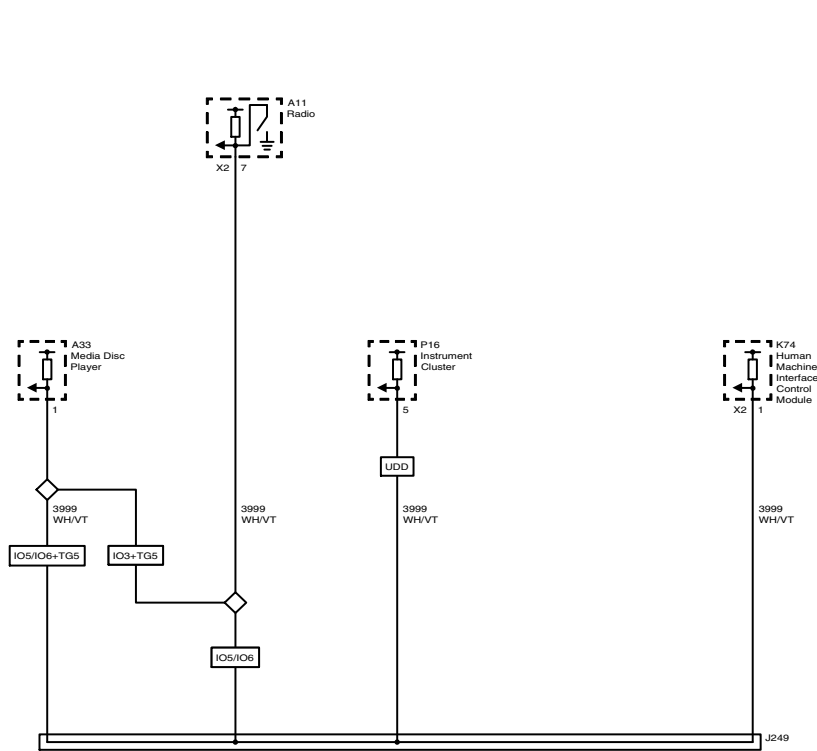 A11
Radio
X2 7
A33
Media Disc
Player
1
P16
Instrument
Cluster
5
K74
Human
Machine
Interface
Control
Module
X2 1
UDD
3999
WH/VT
3999
WH/VT
3999
WH/VT
3999
WH/VT
IO5/IO6+TG5
IO3+TG5
IO5/IO6
J249